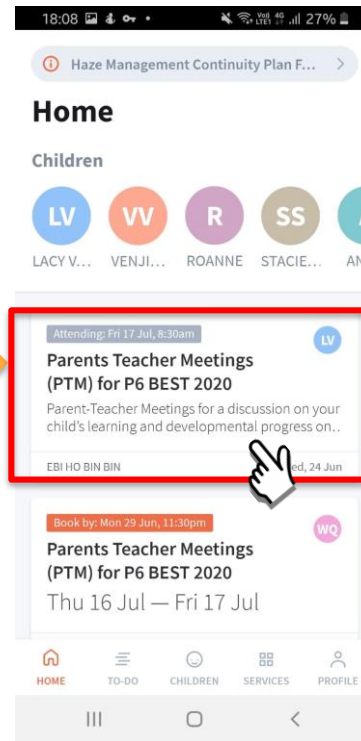 18:08 27%
Haze Management Continuity Plan F...
Home
Children
LV VV R SS
LACY V... VENJI... ROANNE STACIE... AN
Attending: Fri 17 Jul, 8:30am
LV
Parents Teacher Meetings
(PTM) for P6 BEST 2020
Parent-Teacher Meetings for a discussion on your
child's learning and developmental progress on..
EBI HO BIN BIN ed, 24 Jun
Book by: Mon 29 Jun, 11:30pm
WQ
Parents Teacher Meetings
(PTM) for P6 BEST 2020
Thu 16 Jul — Fri 17 Jul
HOME TO-DO CHILDREN SERVICES PROFILE